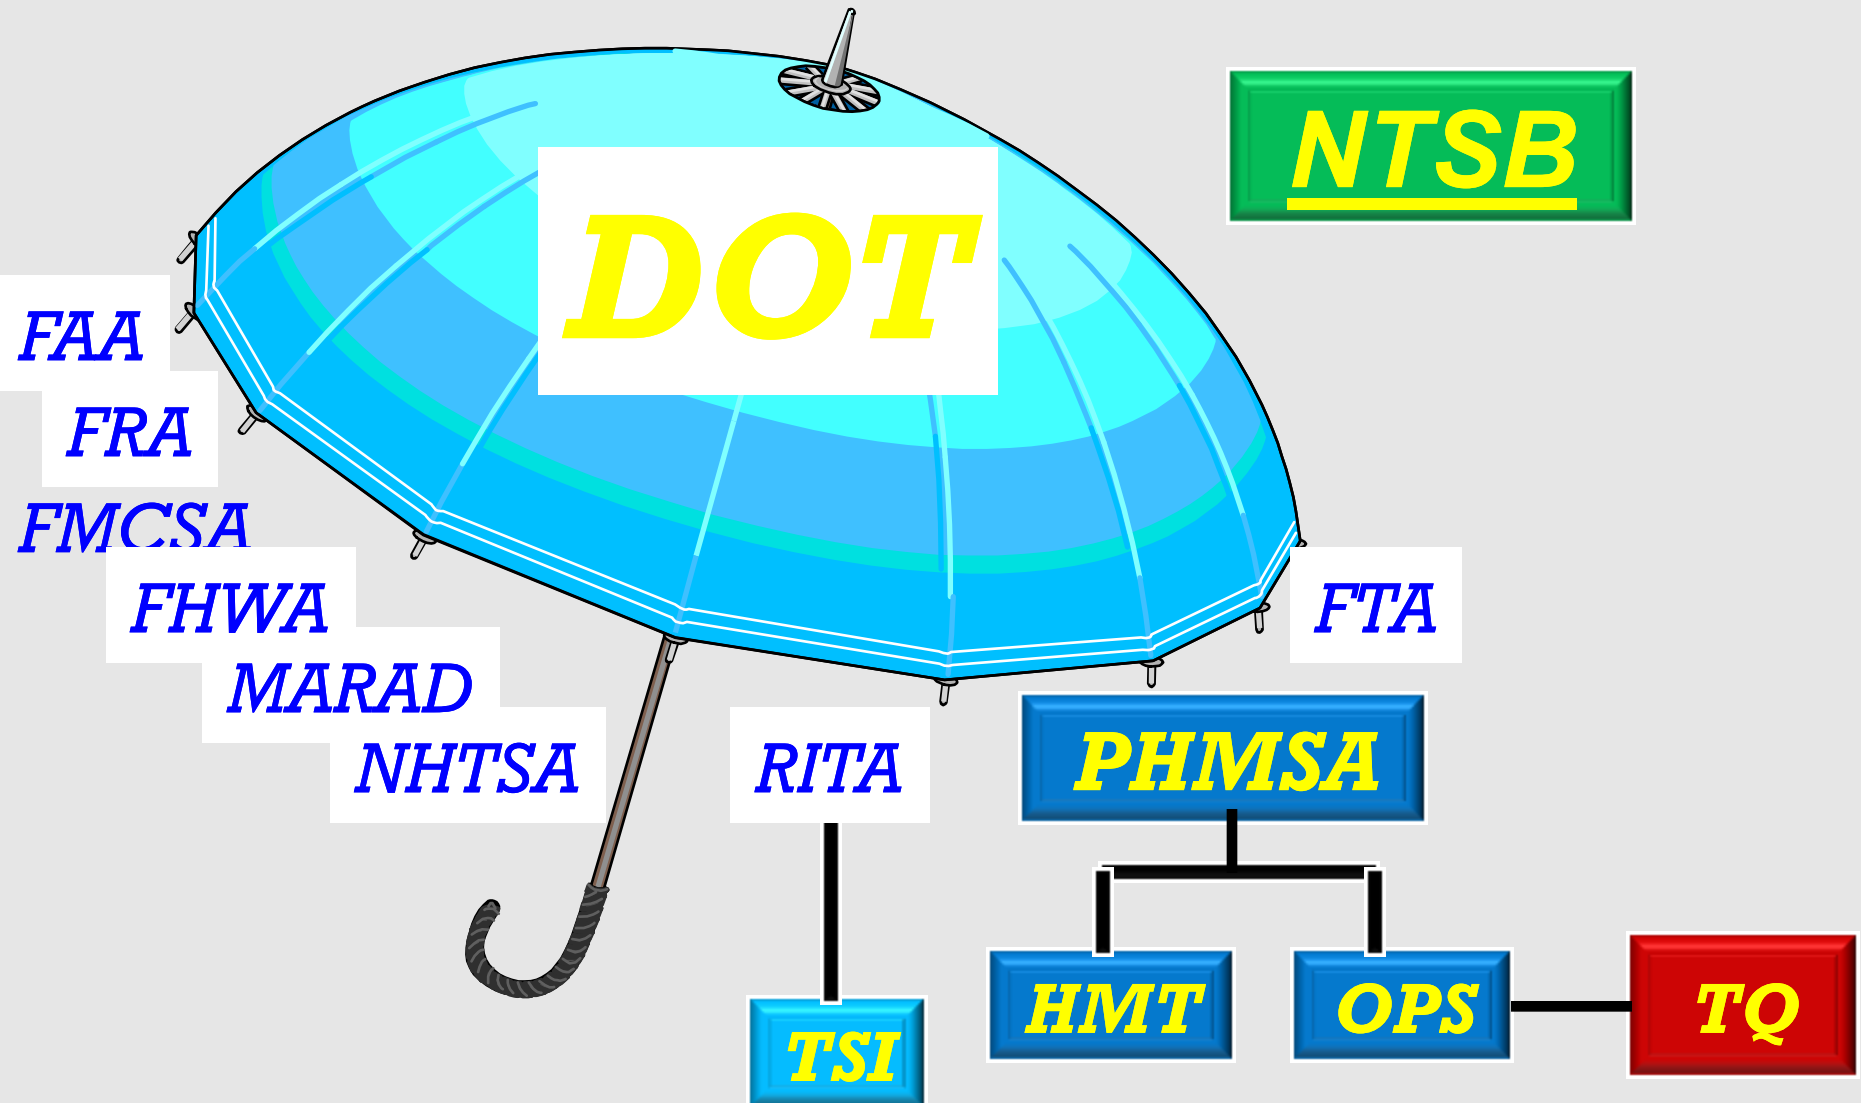 NTSB
DOT
FAA
FRA
FMCSA
FHWA
FTA
MARAD
NHTSA
RITA
PHMSA
HMT
OPS
TQ
TSI